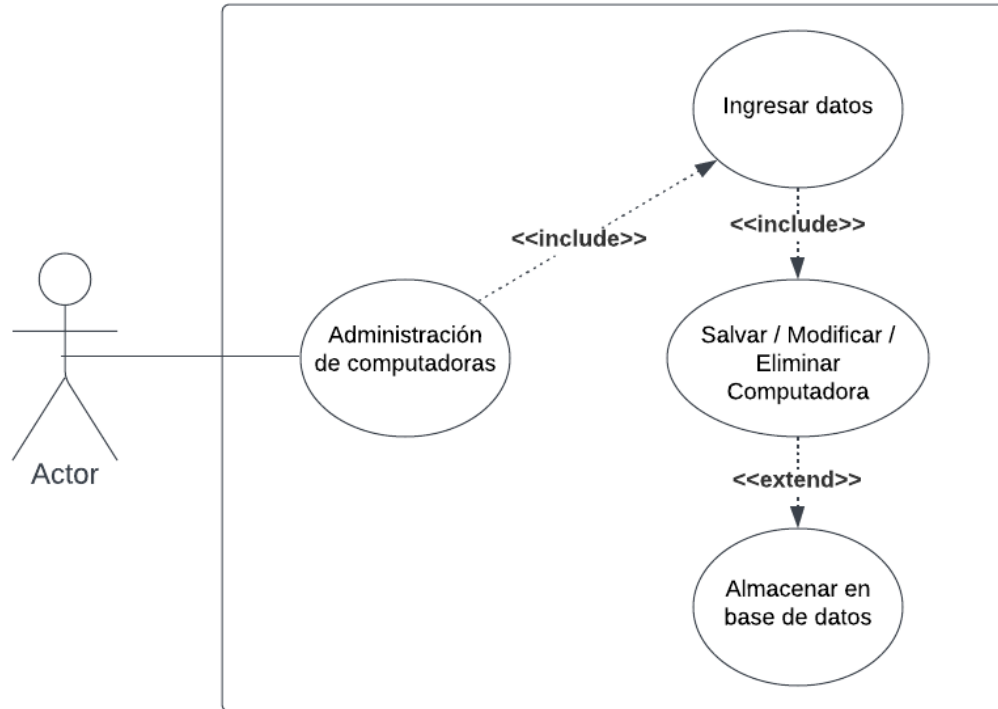 Ingresar datos
<<include>>
<<include>>
Administración
de computadoras
Salvar / Modificar /
Eliminar
Computadora
Actor
<<extend>>
Almacenar en
base de datos